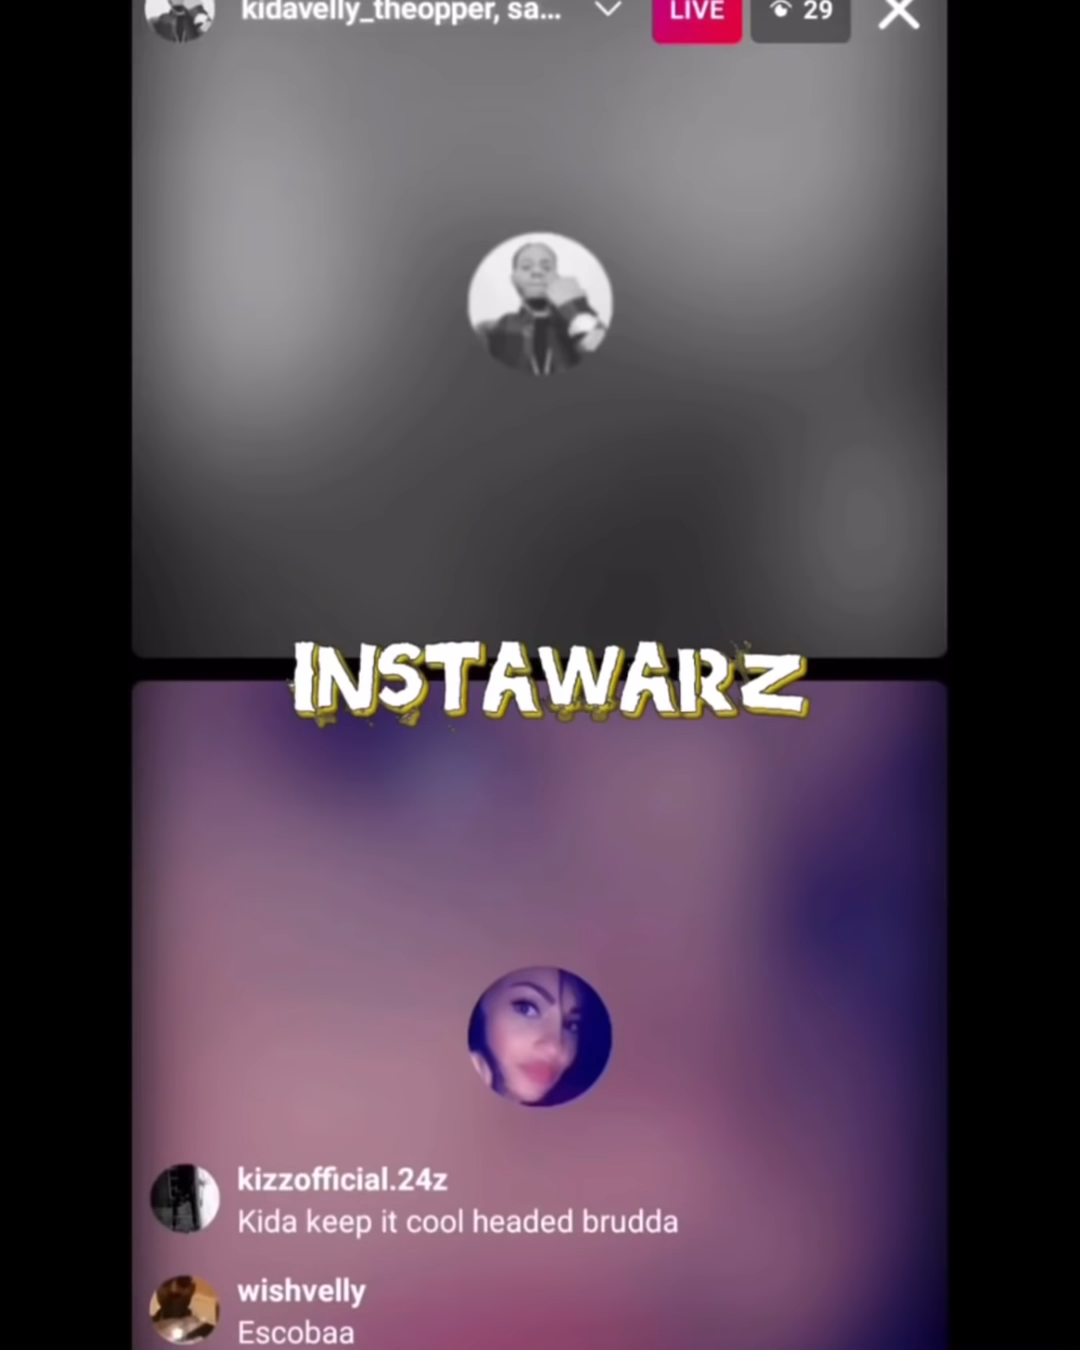 kidavelly_theopper, sa...
LIVE
29
INSTAWARZ
kizzofficial.24z
Kida keep it cool headed brudda
wishvelly
Escobaa